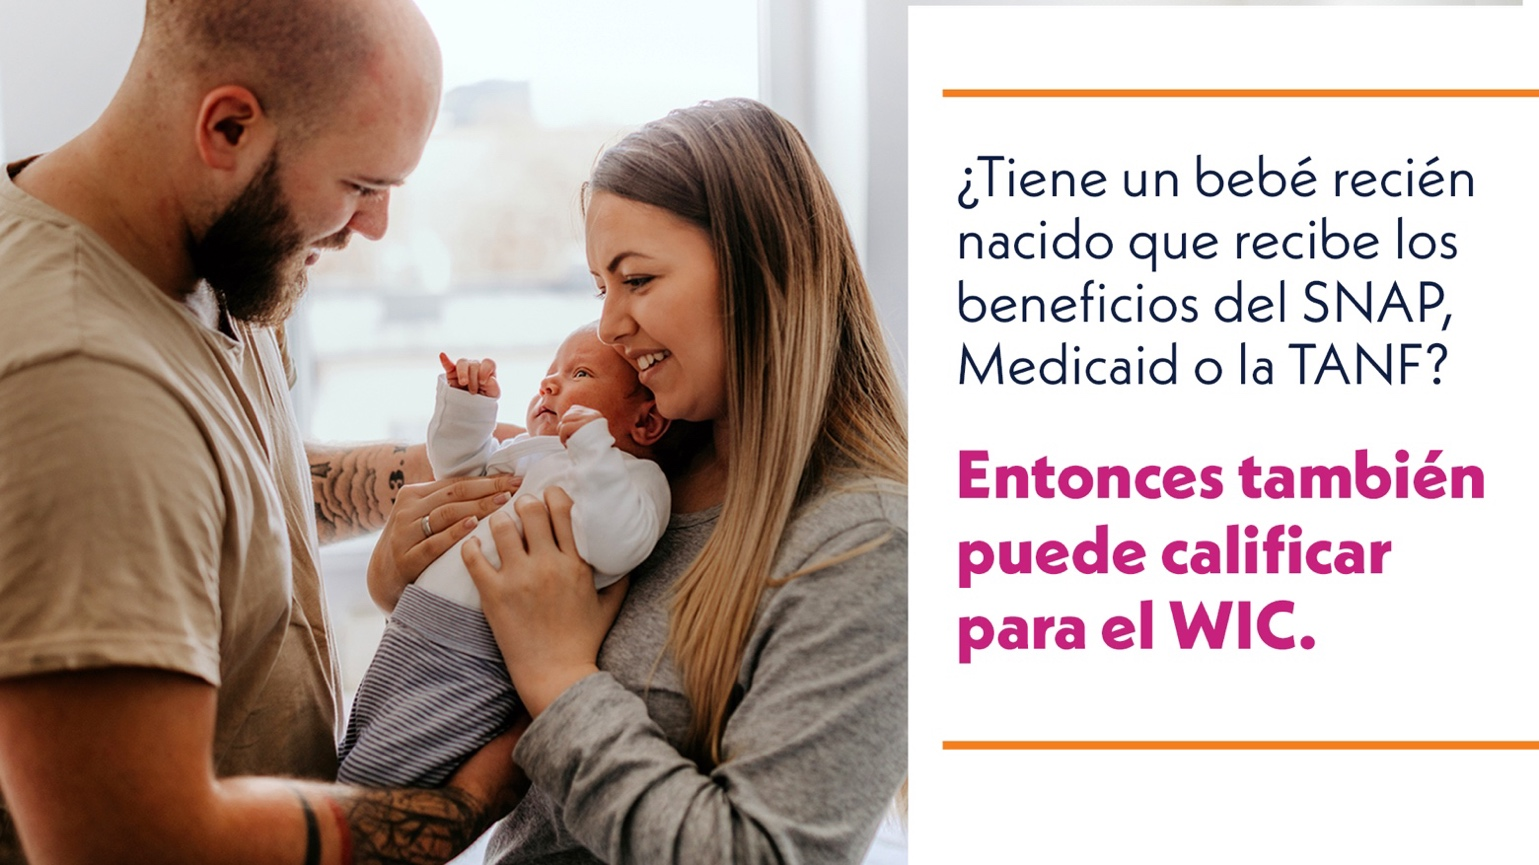 ¿Tiene un bebé recién
nacido que recibe los
beneficios del SNAP,
Medicaid o la TANF?
Entonces también
puede calificar
para el WIC.